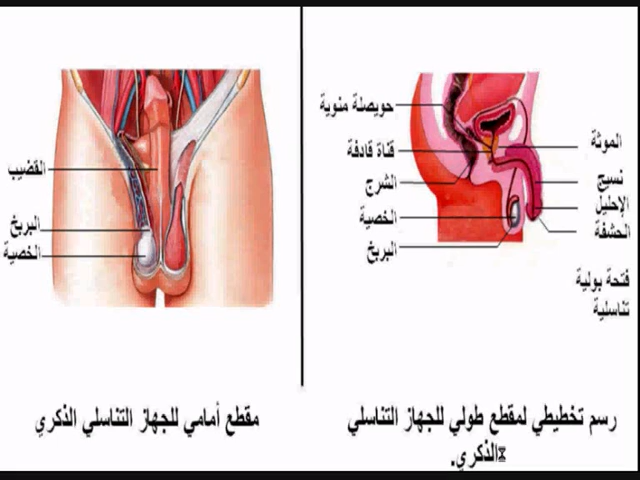 حويصلة منوية
قناة قاذفة
الشرج
الخصية
البربخ
الموثة
نسيج
الإحليل
الحشفة
فتحة بولية
تناسلية
رسم تخطيطي لمقطع طولي للجهاز التناسلي
الذكري.
القضيب
البربخ
الخصية
مقطع أمامي للجهاز التناسلي الذكري